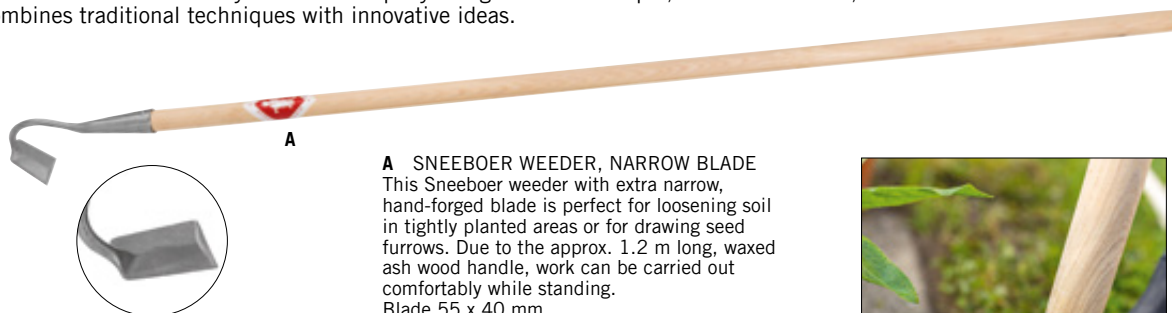 ombines traditional techniques with innovative ideas.
A
A SNEEBOER WEEDER, NARROW BLADE
This Sneeboer weeder with extra narrow,
hand-forged blade is perfect for loosening soil
in tightly planted areas or for drawing seed
furrows. Due to the approx. 1.2 m long, waxed
ash wood handle, work can be carried out
comfortably while standing.
Blade 55 x 40 mm